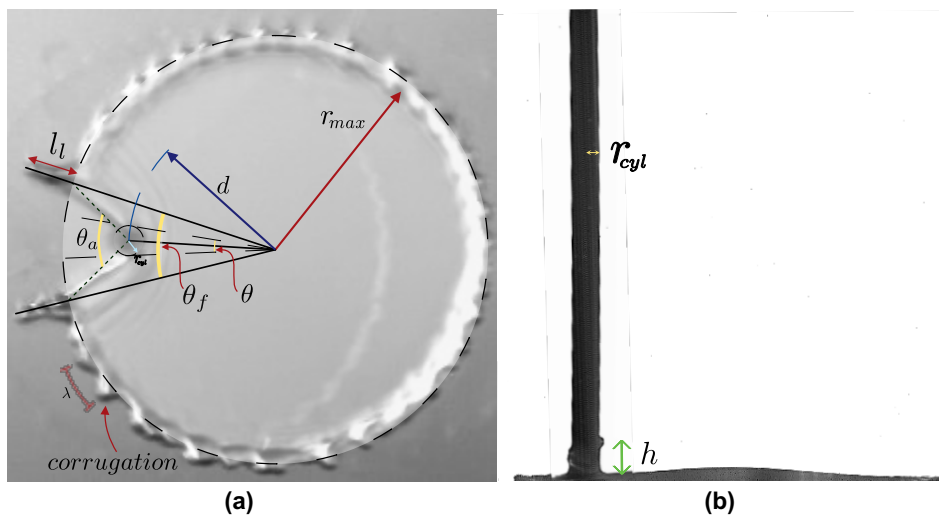 l_l
r_max
d
θ_a
r_cyl
θ_f
θ
λ
corrugation
(a)
r_cyl
h
(b)